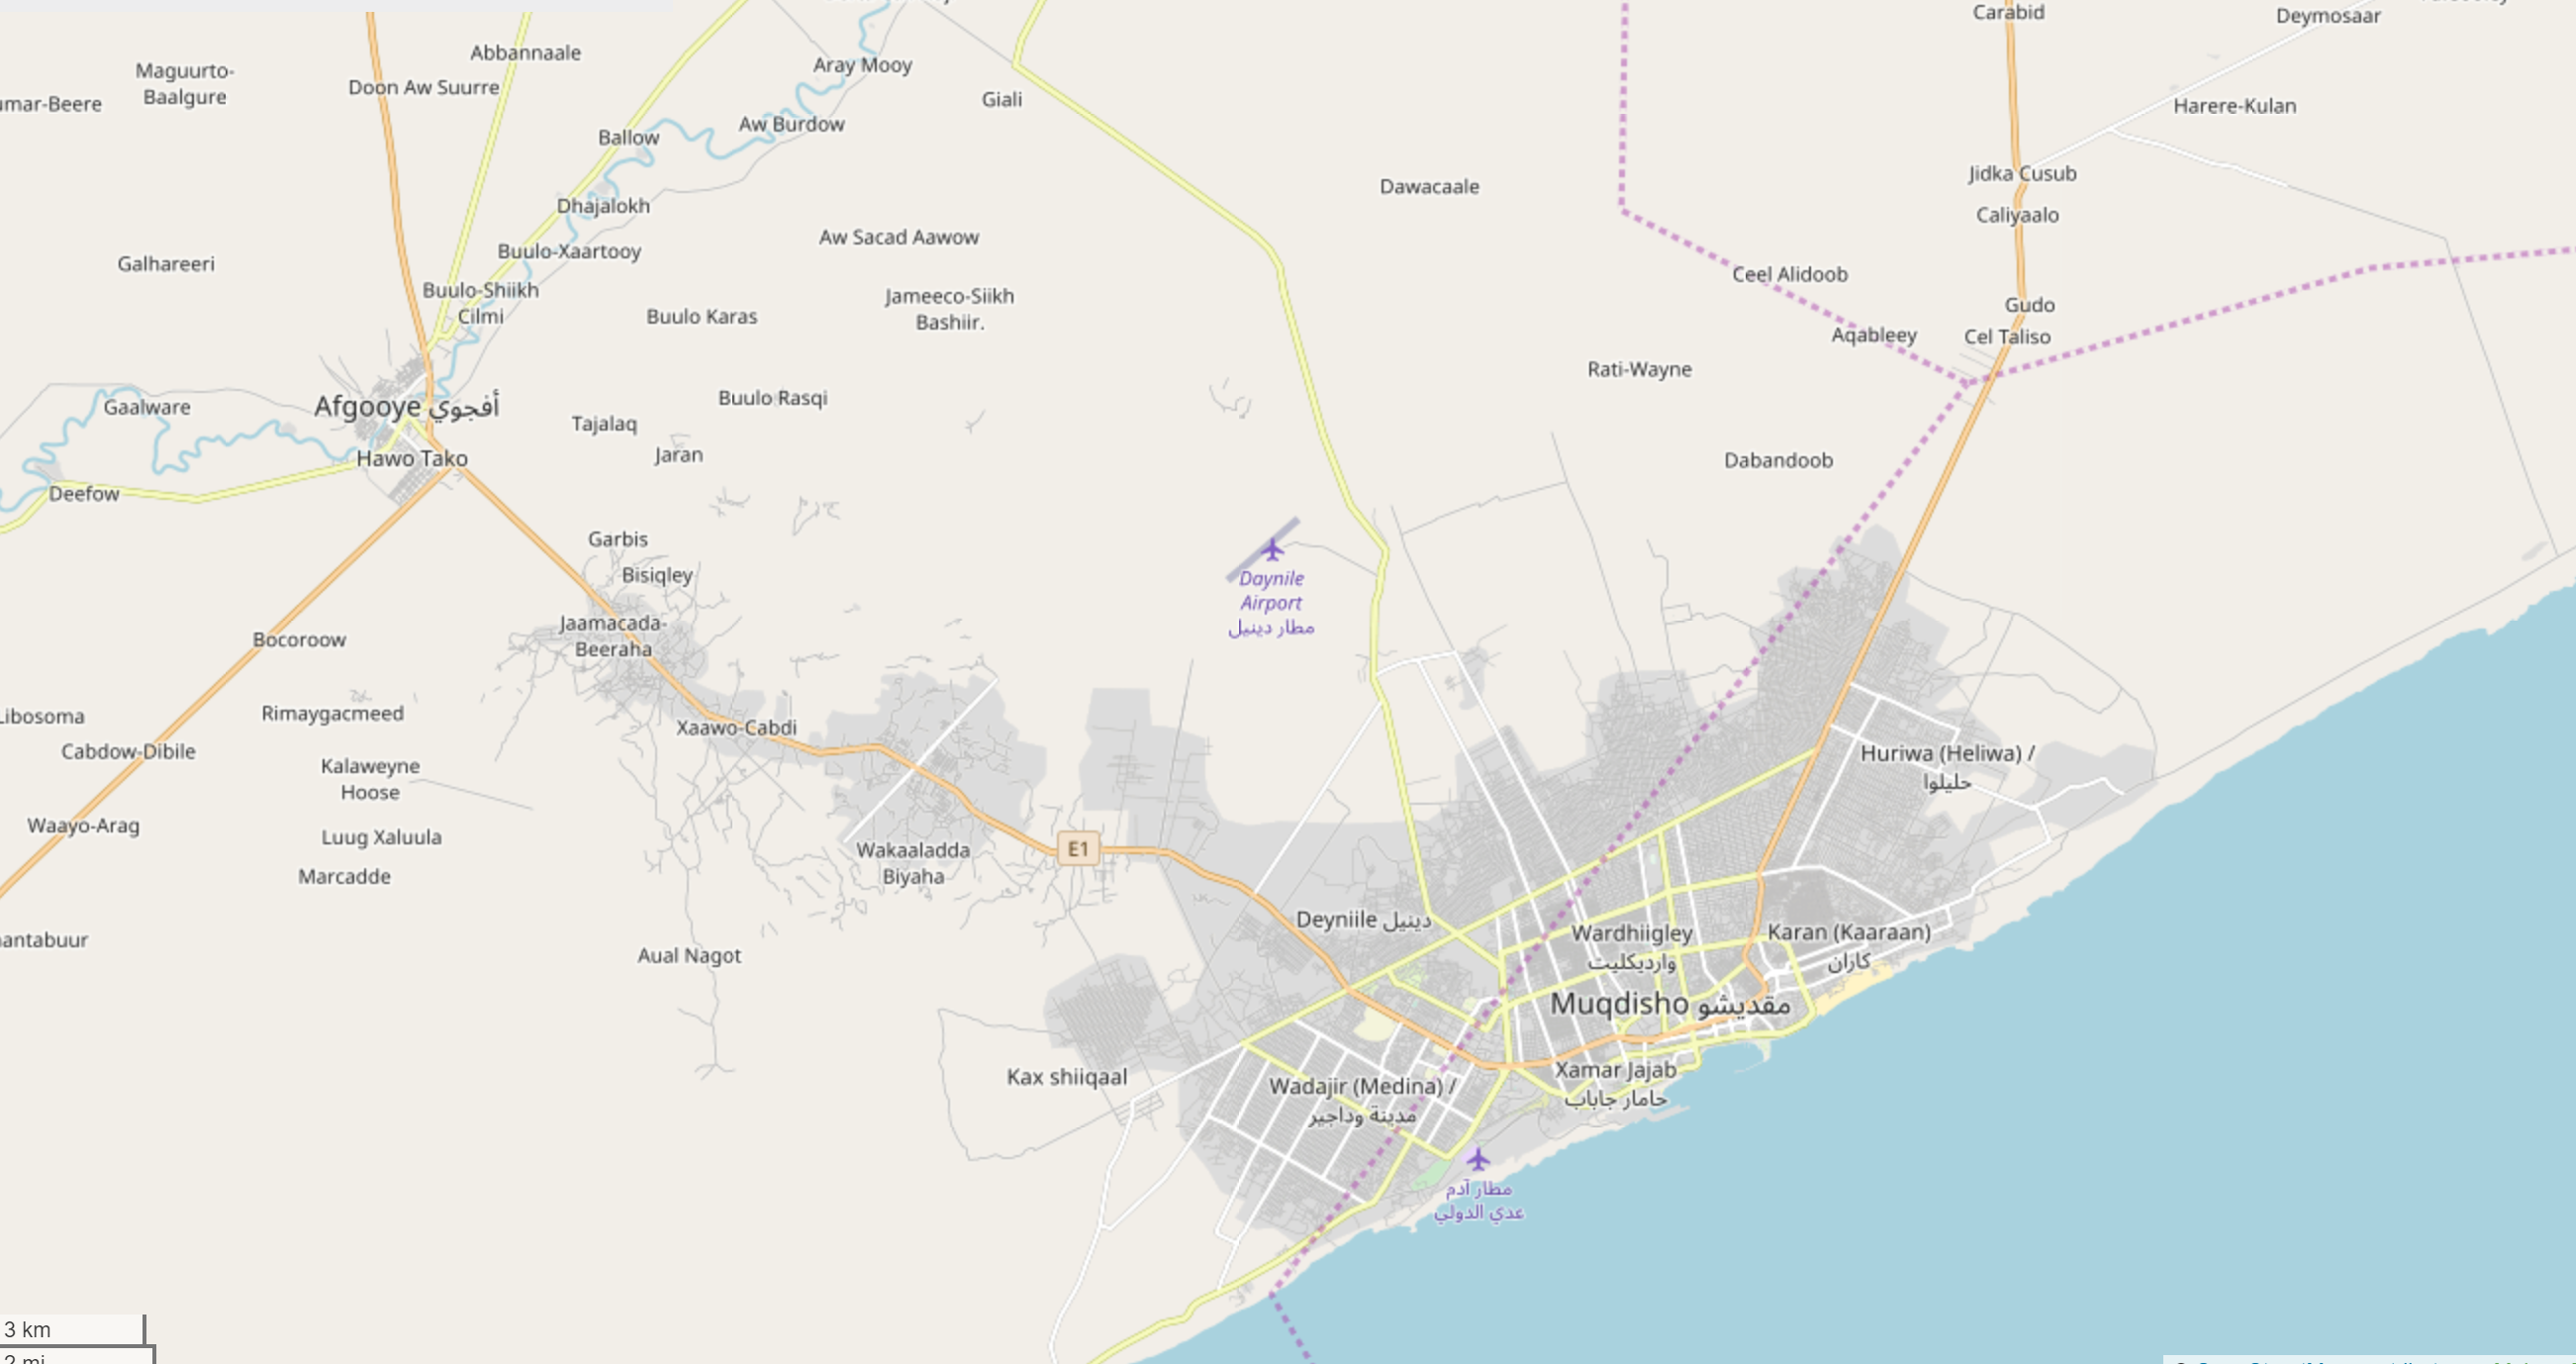 Carabid
Deymosaar
Abbannaale
Maguurto-
Baalgure
Doon Aw Suurre
Aray Mooy
Giali
umar-Beere
Harere-Kulan
Ballow
Aw Burdow
Jidka Cusub
Dawacaale
Dhajalokh
Caliyaalo
Aw Sacad Aawow
Buulo-Xaartooy
Galhareeri
Ceel Alidoob
Buulo-Shiikh
Cilmi
Jameeco-Siikh
Bashiir.
Gudo
Buulo Karas
Aqableey
Cel Taliso
Rati-Wayne
Buulo Rasqi
Gaalware
Afgooye أفجوي
Tajalaq
Jaran
Hawo Tako
Dabandoob
Deefow
Garbis
Bisiqley
Daynile
Airport
مطار دينيل
Jaamacada-
Beeraha
Bocoroow
Libosoma
Rimaygacmeed
Xaawo-Cabdi
Cabdow-Dibile
Huriwa (Heliwa) /
حليلوا
Kalaweyne
Hoose
Waayo-Arag
Luug Xaluula
Wakaaladda
Biyaha
E1
Marcadde
Deyniile دينيل
Wardhiigley
وارديكليت
Karan (Kaaraan)
كاران
antabuur
Aual Nagot
Muqdisho مقديشو
Kax shiiqaal
Wadajir (Medina) /
مدينة وداجير
Xamar Jajab
حامار جاباب
مطار آدم
عدي الدولي
3 km
2 mi